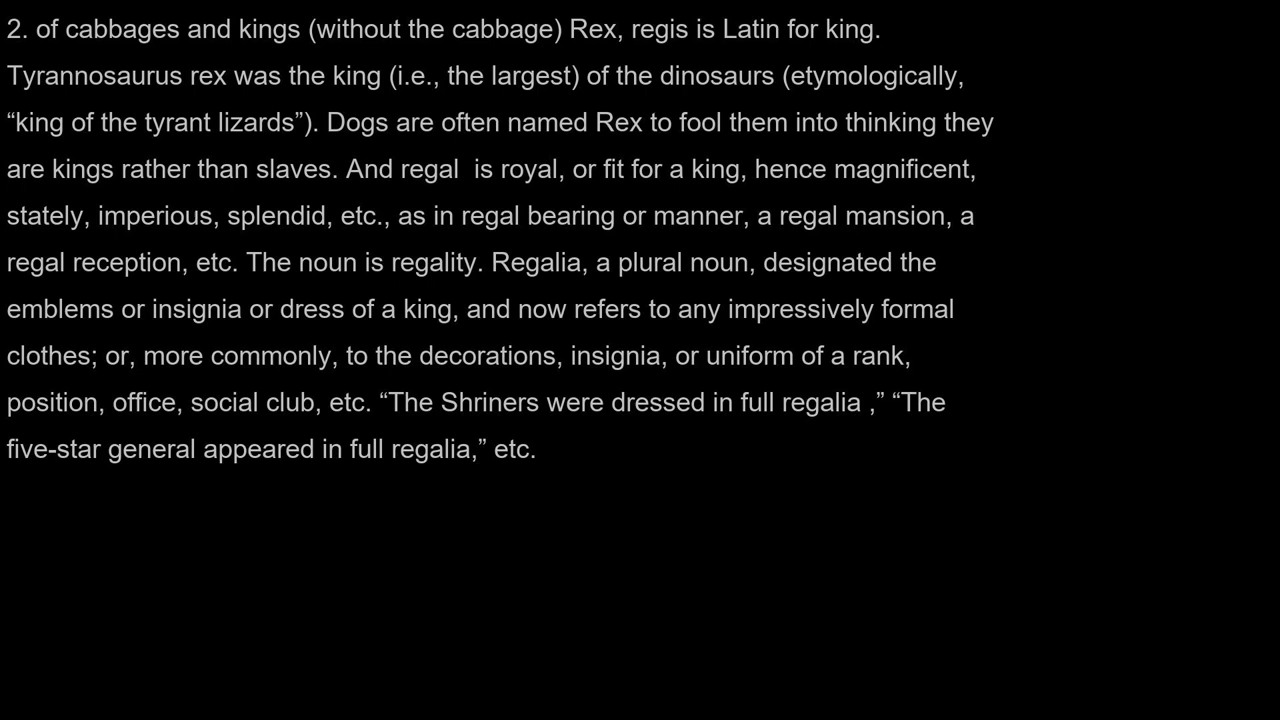 2. of cabbages and kings (without the cabbage) Rex, regis is Latin for king.
Tyrannosaurus rex was the king (i.e., the largest) of the dinosaurs (etymologically,
“king of the tyrant lizards”). Dogs are often named Rex to fool them into thinking they
are kings rather than slaves. And regal  is royal, or fit for a king, hence magnificent,
stately, imperious, splendid, etc., as in regal bearing or manner, a regal mansion, a
regal reception, etc. The noun is regality. Regalia, a plural noun, designated the
emblems or insignia or dress of a king, and now refers to any impressively formal
clothes; or, more commonly, to the decorations, insignia, or uniform of a rank,
position, office, social club, etc. “The Shriners were dressed in full regalia ,” “The
five-star general appeared in full regalia,” etc.